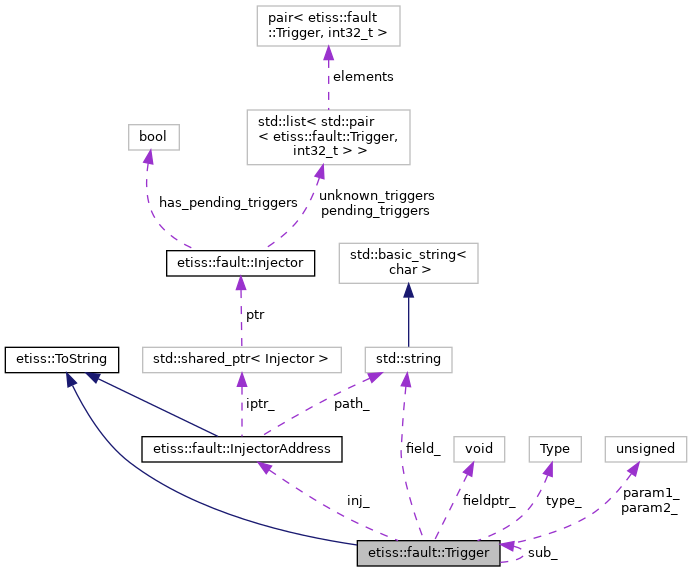 pair< etiss::fault
::Trigger, int32_t >
elements
std::list< std::pair
< etiss::fault::Trigger,
int32_t > >
bool
has_pending_triggers
unknown_triggers
pending_triggers
etiss::fault::Injector
std::basic_string<
char >
ptr
etiss::ToString
std::shared_ptr< Injector >
std::string
iptr_
path_
etiss::fault::InjectorAddress
field_
void
Type
unsigned
inj_
fieldptr_
type_
param1_
param2_
etiss::fault::Trigger
sub_